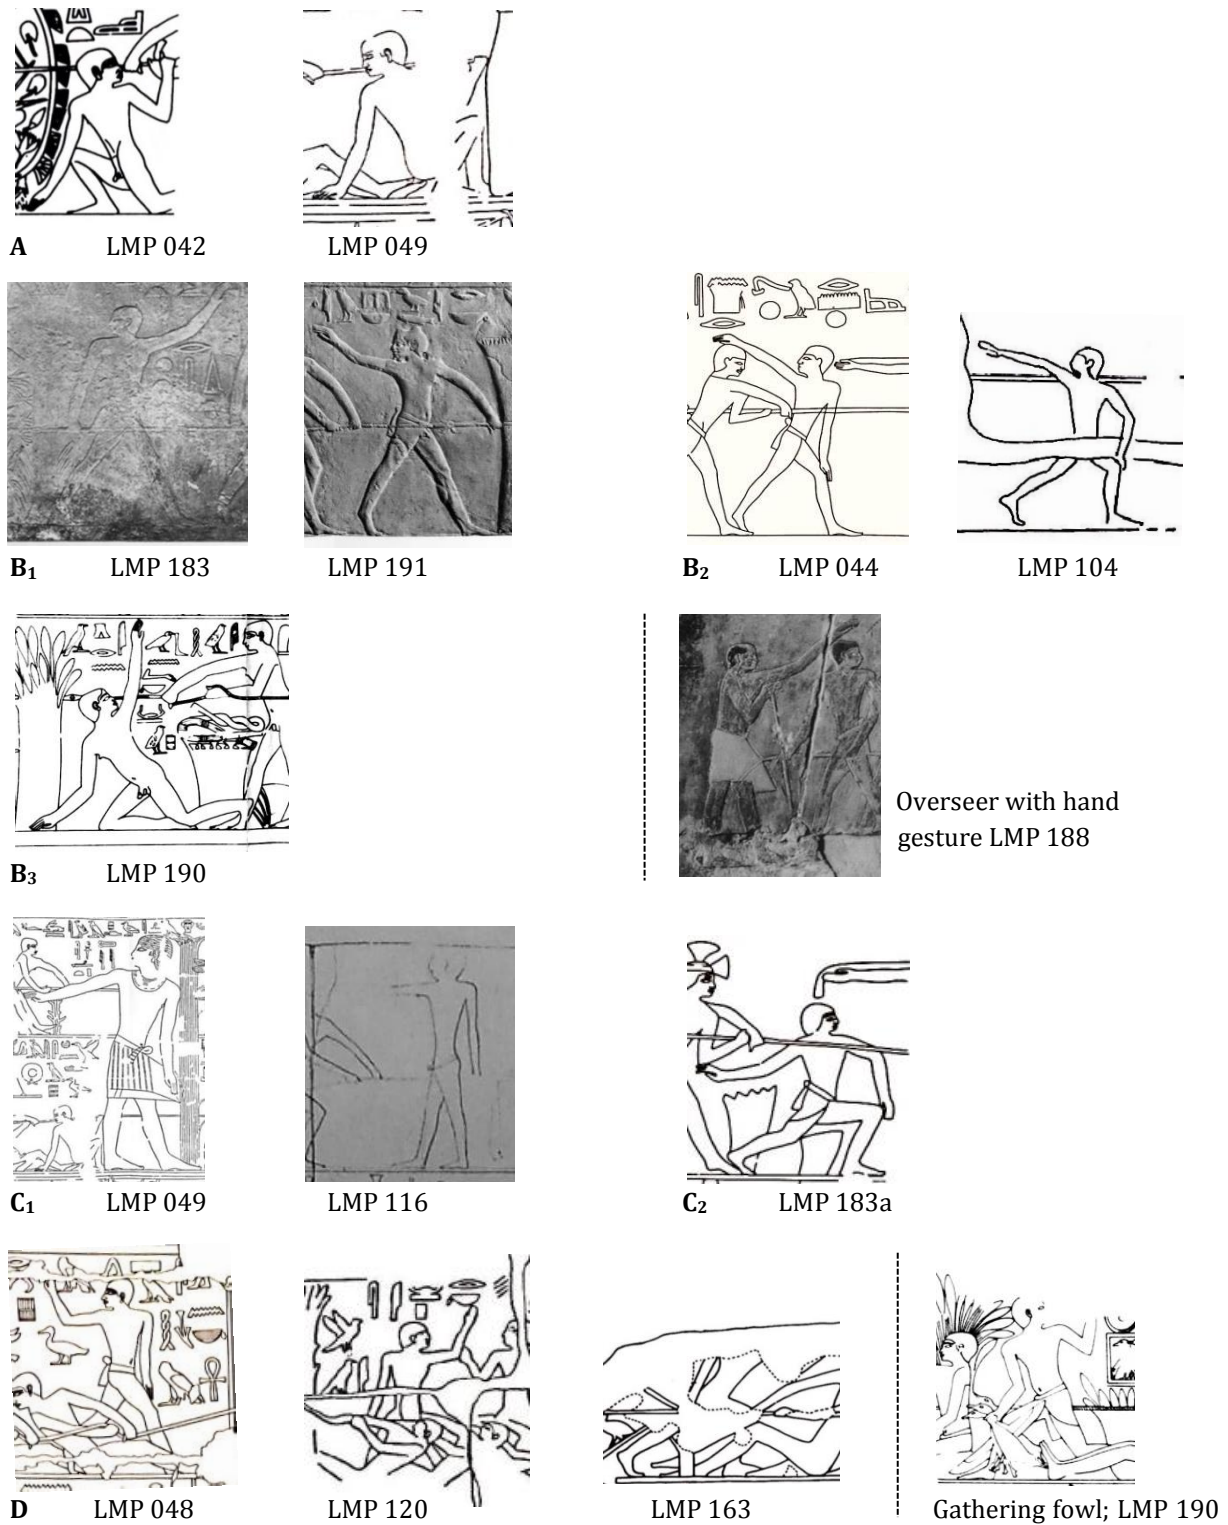 A LMP 042 LMP 049
B₁ LMP 183 LMP 191 B₂ LMP 044 LMP 104
Overseer with hand
gesture LMP 188
B₃ LMP 190
C₁ LMP 049 LMP 116 C₂ LMP 183a
D LMP 048 LMP 120 LMP 163 Gathering fowl; LMP 190